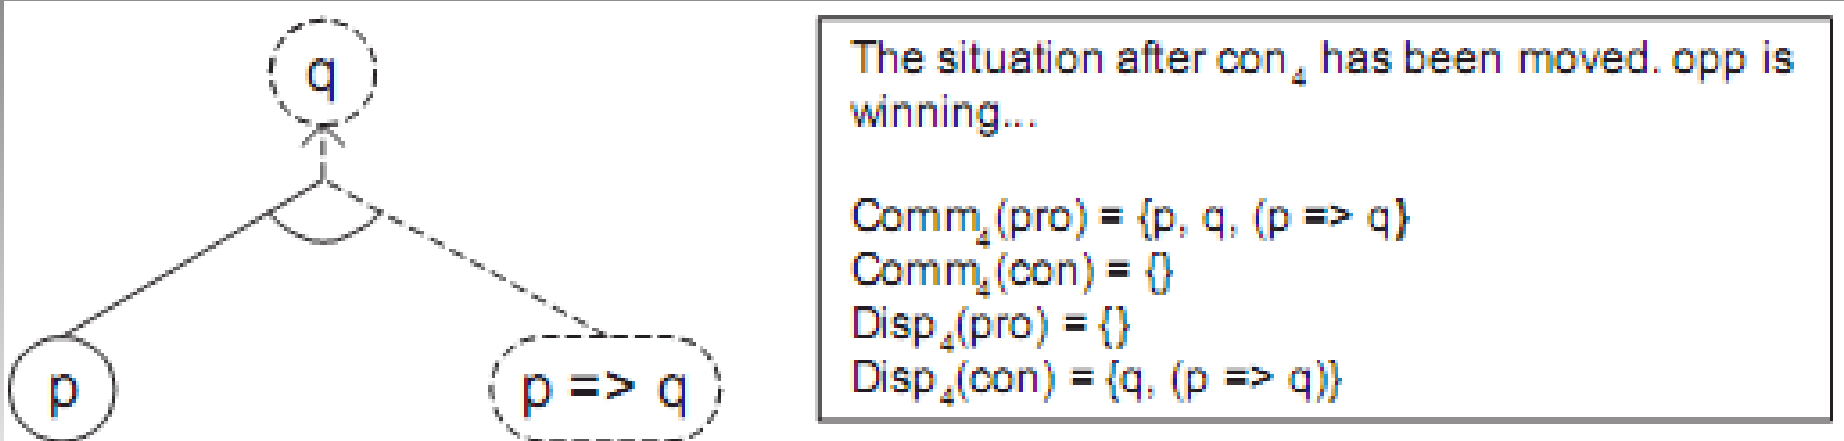 q
p
p => q
The situation after con₄ has been moved. opp is
winning...
Comm₄(pro) = {p, q, (p => q}
Comm₄(con) = {}
Disp₄(pro) = {}
Disp₄(con) = {q, (p => q)}